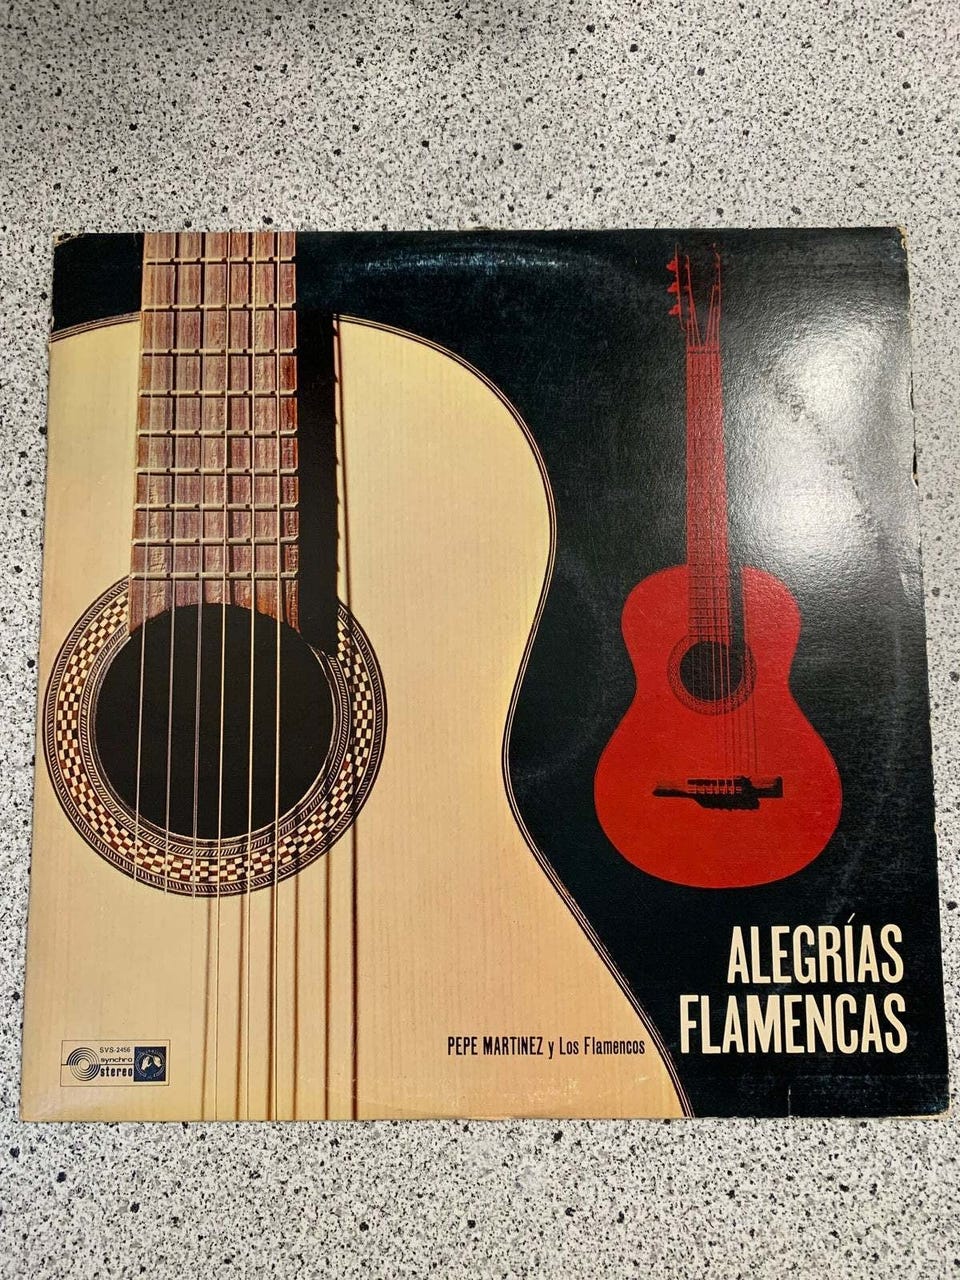 ALEGRÍAS
FLAMENCAS
PEPE MARTINEZ y Los Flamencos
SVS-2456
synchro
stereo